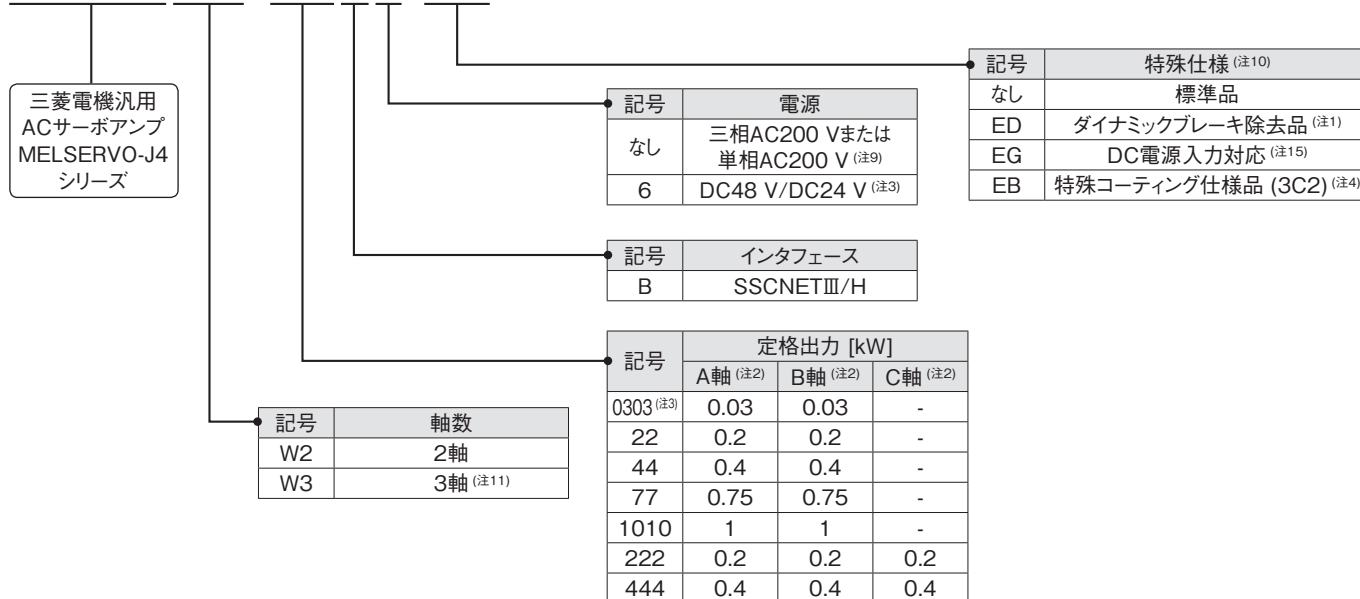 三菱電機汎用
ACサーボアンプ
MELSERVO-J4
シリーズ
記号 特殊仕様 (注10)
なし 標準品
ED ダイナミックブレーキ除去品 (注1)
EG DC電源入力対応 (注15)
EB 特殊コーティング仕様品 (3C2) (注4)
記号 電源
なし 三相AC200 Vまたは
単相AC200 V (注9)
6 DC48 V/DC24 V (注3)
記号 インタフェース
B SSCNETⅢ/H
記号 定格出力 [kW]
A軸 (注2) B軸 (注2) C軸 (注2)
0303 (注3) 0.03 0.03 -
22 0.2 0.2 -
44 0.4 0.4 -
77 0.75 0.75 -
1010 1 1 -
222 0.2 0.2 0.2
444 0.4 0.4 0.4
記号 軸数
W2 2軸
W3 3軸 (注11)